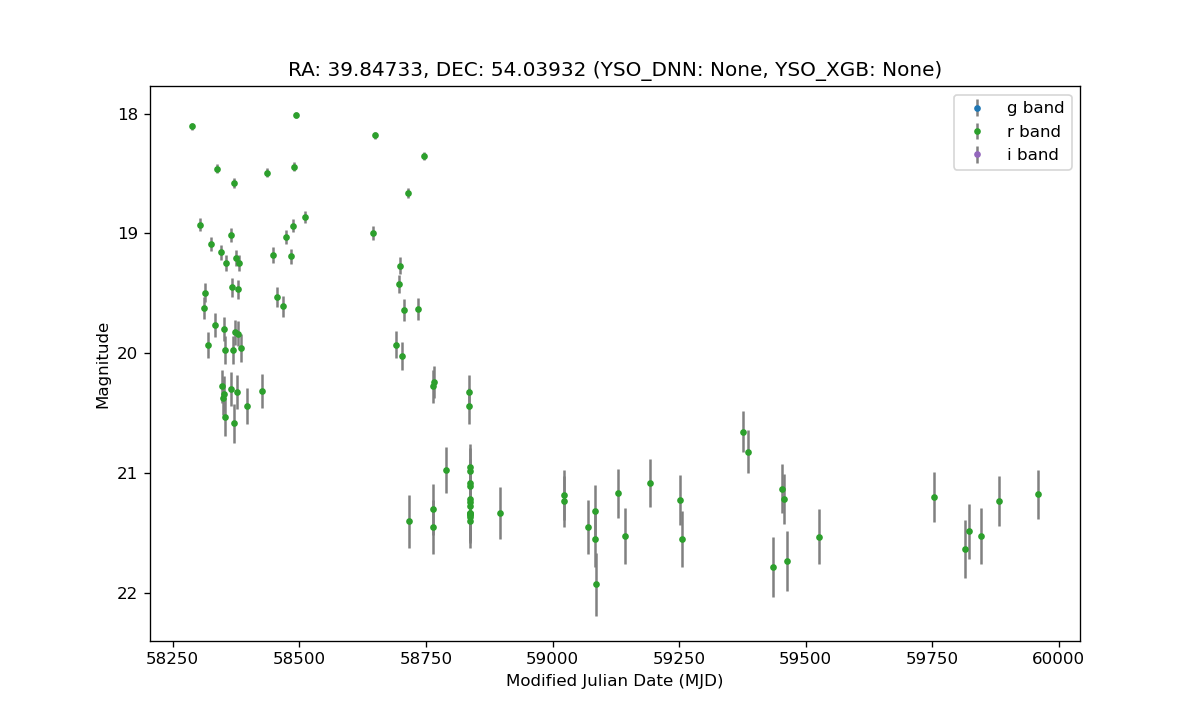 RA: 39.84733, DEC: 54.03932 (YSO_DNN: None, YSO_XGB: None)
g band
r band
i band
18
19
20
21
22
Magnitude
58250 58500 58750 59000 59250 59500 59750 60000
Modified Julian Date (MJD)